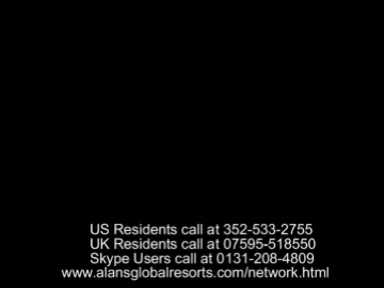 US Residents call at 352-533-2755
UK Residents call at 07595-518550
Skype Users call at 0131-208-4809
www.alansglobalresorts.com/network.html